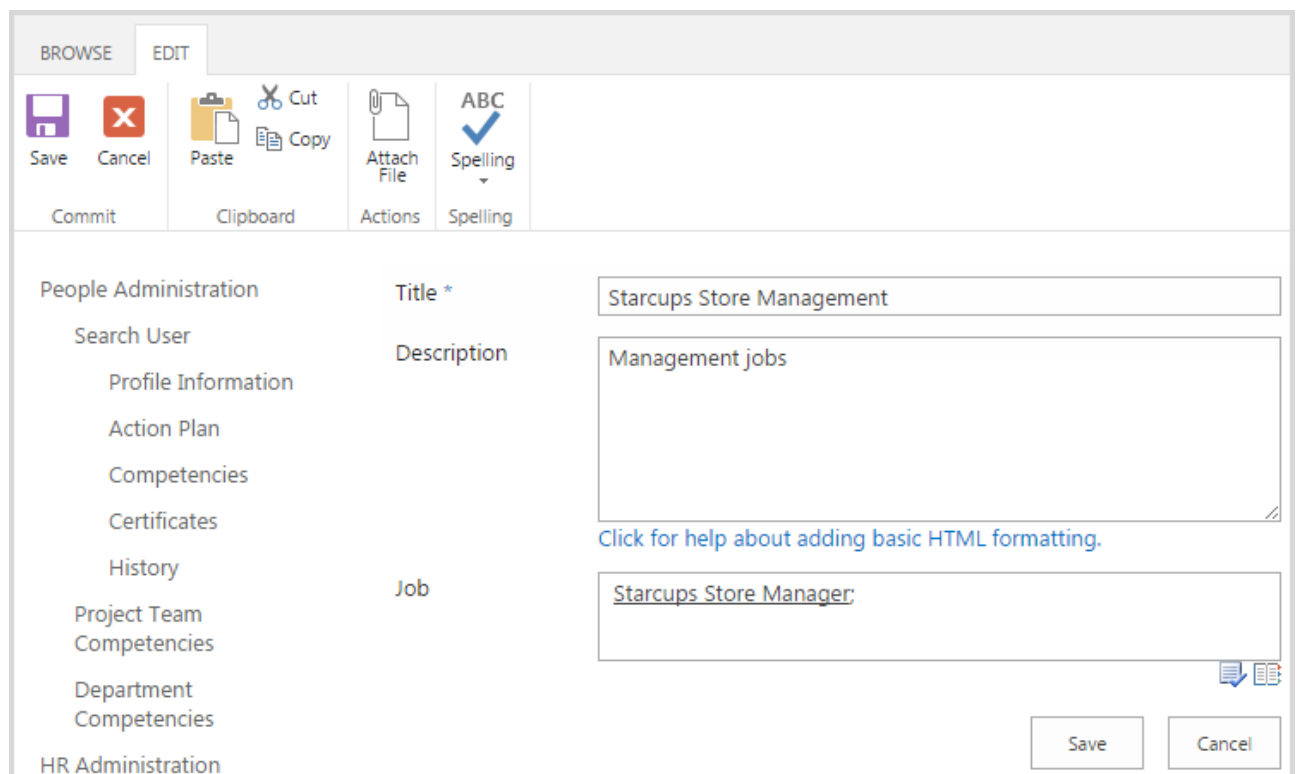 BROWSE EDIT
Save Cancel Paste Cut Copy Attach File ABC Spelling
Commit Clipboard Actions Spelling
People Administration
Search User
Profile Information
Action Plan
Competencies
Certificates
History
Project Team
Competencies
Department
Competencies
HR Administration
Title * Starcups Store Management
Description Management jobs
Click for help about adding basic HTML formatting.
Job Starcups Store Manager;
Save Cancel